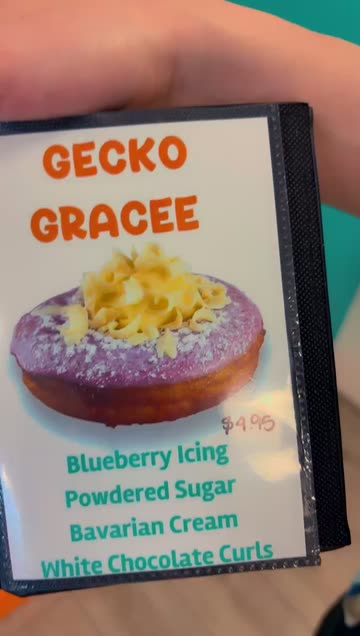 GECKO
GRACEE
$4.95
Blueberry Icing
Powdered Sugar
Bavarian Cream
White Chocolate Curls